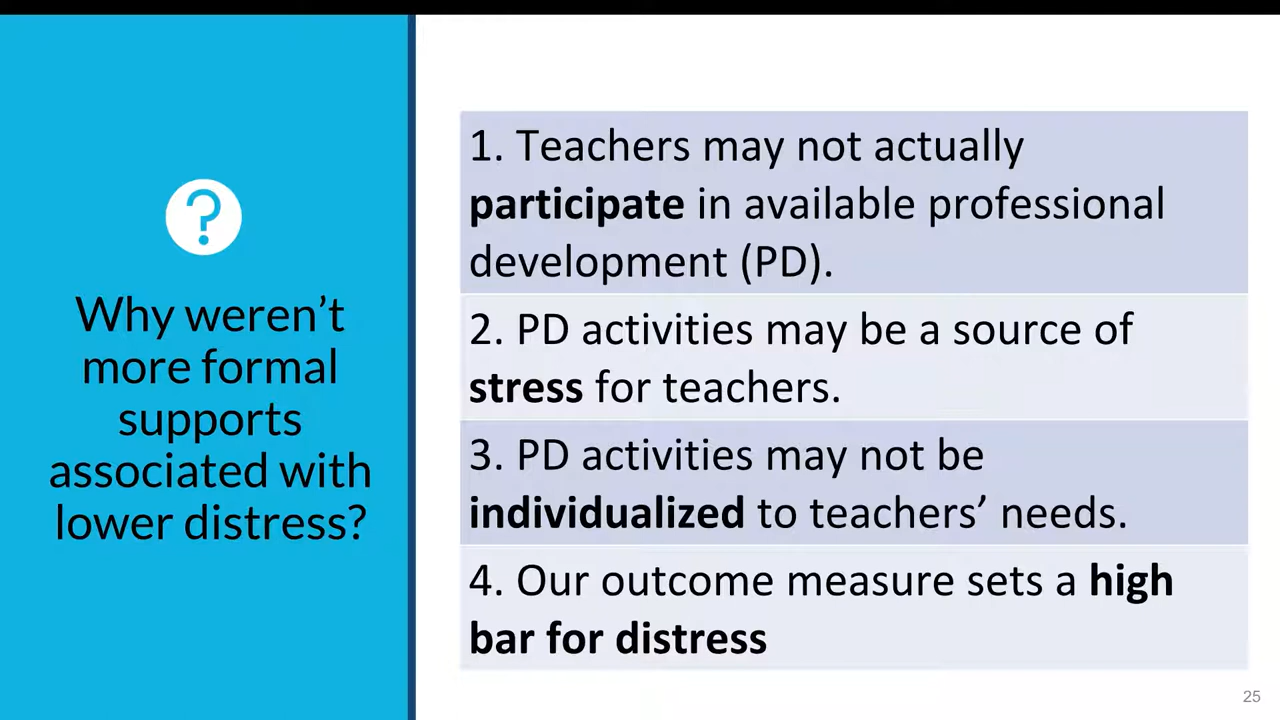 Why weren’t
more formal
supports
associated with
lower distress?
1. Teachers may not actually
participate in available professional
development (PD).
2. PD activities may be a source of
stress for teachers.
3. PD activities may not be
individualized to teachers’ needs.
4. Our outcome measure sets a high
bar for distress
25